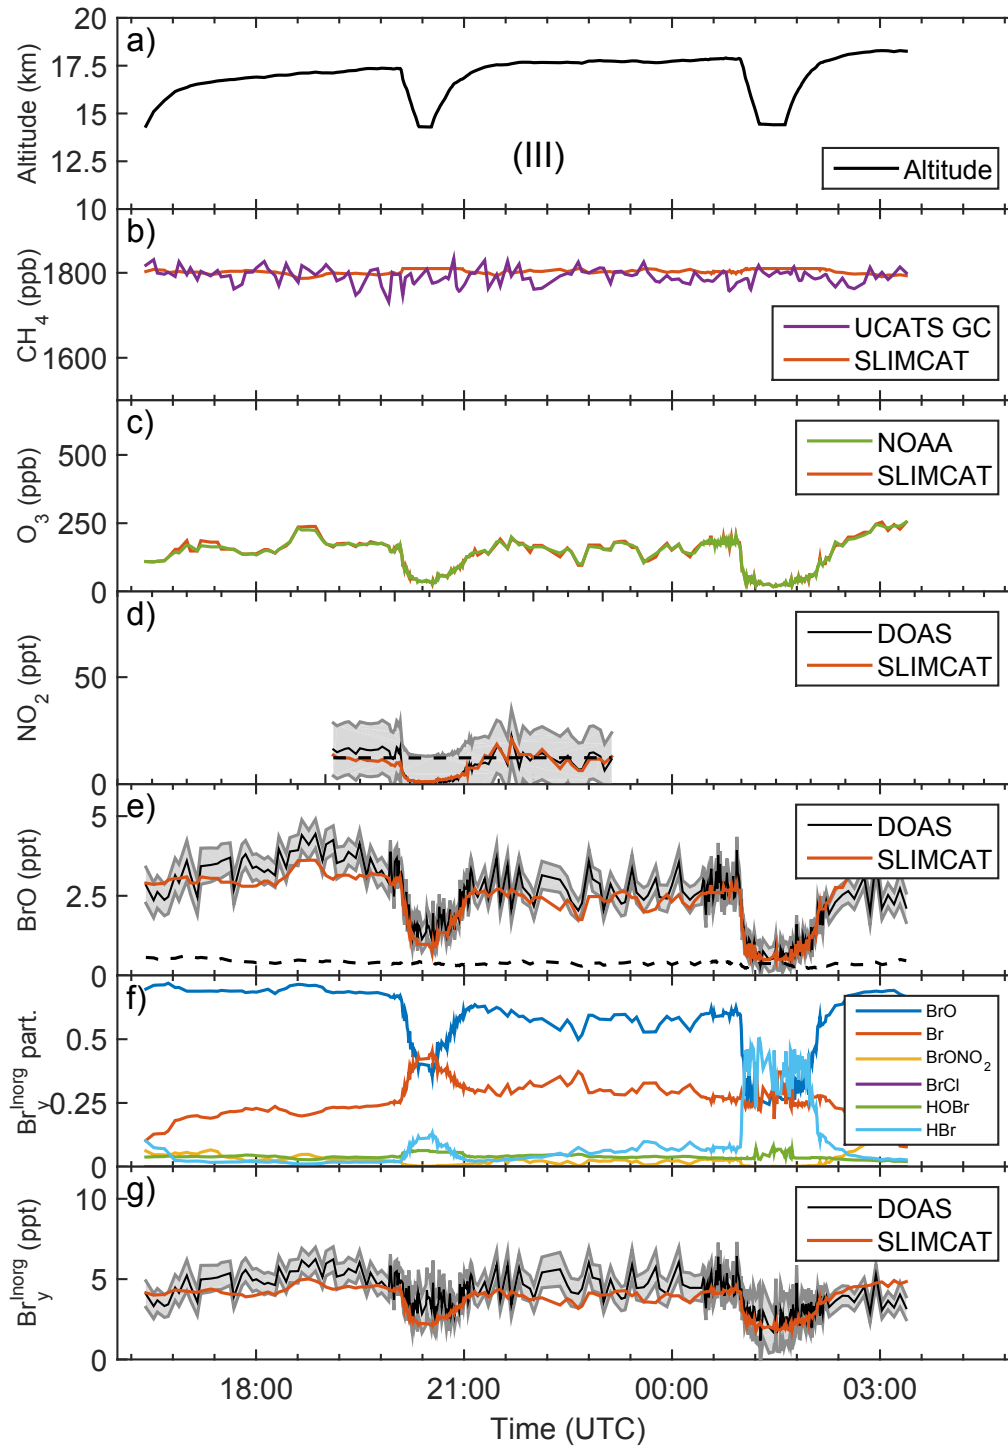 a)
20
17.5
15
12.5
10
Altitude (km)
(III)
Altitude
b)
1800
1600
CH4 (ppb)
UCATS GC
SLIMCAT
c)
500
250
0
O3 (ppb)
NOAA
SLIMCAT
d)
50
0
NO2 (ppt)
DOAS
SLIMCAT
e)
5
2.5
0
BrO (ppt)
DOAS
SLIMCAT
f)
0.5
0.25
0
Bry^Inorg part.
BrO
Br
BrONO2
BrCl
HOBr
HBr
g)
10
5
0
Bry^Inorg (ppt)
DOAS
SLIMCAT
18:00 21:00 00:00 03:00
Time (UTC)